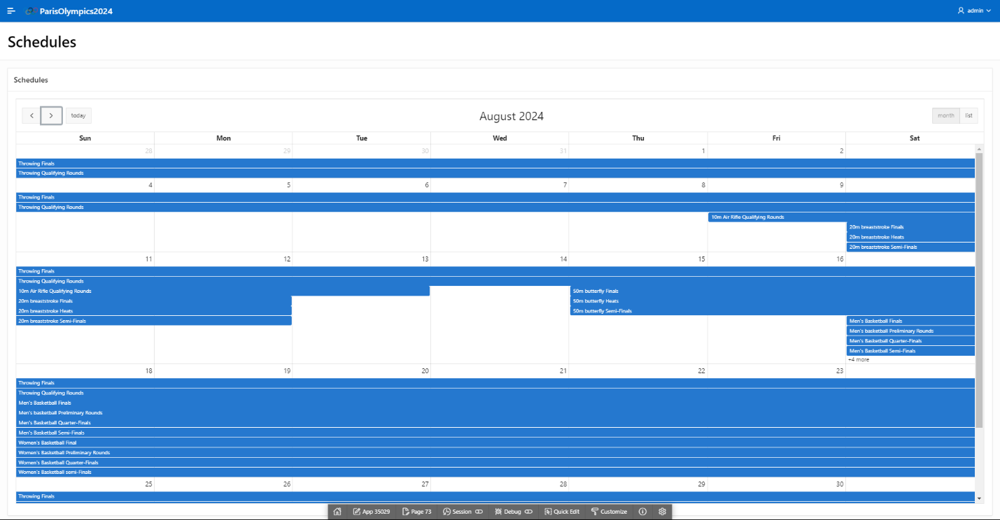 ParisOlympics2024
admin
Schedules
Schedules
today
August 2024
month list
Sun Mon Tue Wed Thu Fri Sat
28 29 30 31 1 2
Throwing Finals
Throwing Qualifying Rounds
4 5 6 7 8 9
Throwing Finals
Throwing Qualifying Rounds
10m Air Rifle Qualifying Rounds
20m breaststroke Finals
20m breaststroke Heats
20m breaststroke Semi-Finals
11 12 13 14 15 16
Throwing Finals
Throwing Qualifying Rounds
10m Air Rifle Qualifying Rounds 50m butterfly Finals
20m breastroke Finals 50m butterfly Heats
20m breaststroke Heats 50m butterfly Semi-Finals
20m breaststroke Semi-Finals Men's Basketball Finals
Men's basketball Preliminary Rounds
Men's Basketball Quarter-Finals
Men's Basketball Semi-Finals
+4 more
18 19 20 21 22 23
Throwing Finals
Throwing Qualifying Rounds
Men's Basketball Finals
Men's basketball Preliminary Rounds
Men's Basketball Quarter-Finals
Men's Basketball Semi-Finals
Women's Basketball Final
Women's Basketball Preliminary Rounds
Women's Basketball Quarter-Finals
Women's Basketball semi-Finals
25 26 27 28 29 30
Throwing Finals
App 35029 Page 73 Session Debug Quick Edit Customize